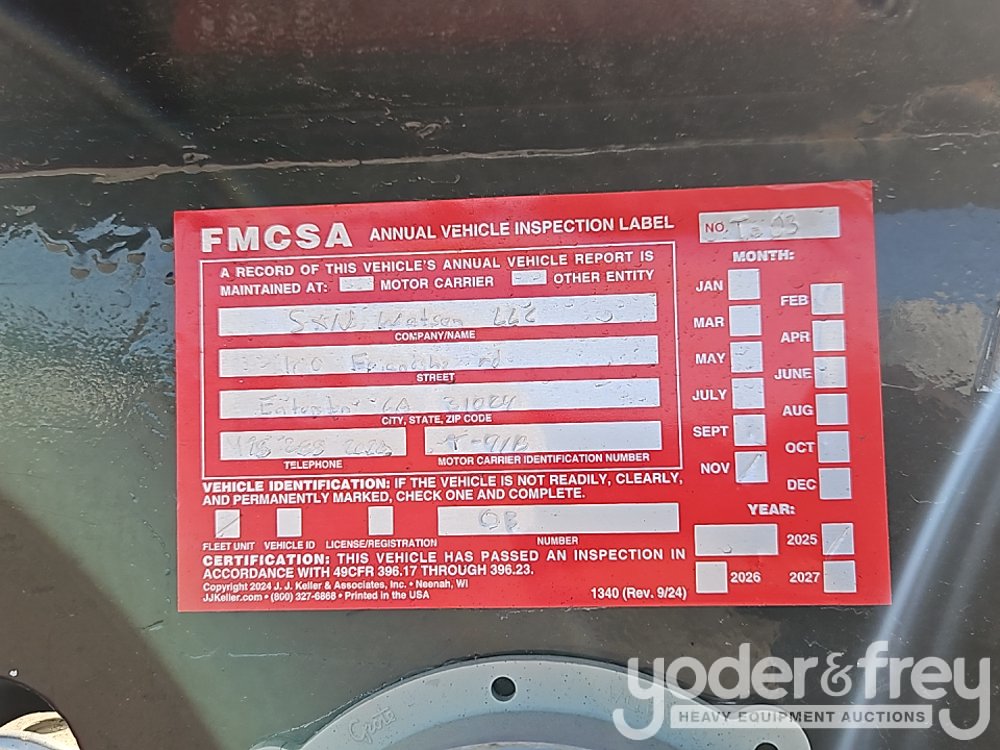 FMCSA ANNUAL VEHICLE INSPECTION LABEL
NO.
A RECORD OF THIS VEHICLE'S ANNUAL VEHICLE REPORT IS
MAINTAINED AT: MOTOR CARRIER OTHER ENTITY
Watson LLC
COMPANY/NAME
STREET
GA
CITY, STATE, ZIP CODE
TELEPHONE
MOTOR CARRIER IDENTIFICATION NUMBER
VEHICLE IDENTIFICATION: IF THE VEHICLE IS NOT READILY, CLEARLY,
AND PERMANENTLY MARKED, CHECK ONE AND COMPLETE.
FLEET UNIT VEHICLE ID LICENSE/REGISTRATION
NUMBER
CERTIFICATION: THIS VEHICLE HAS PASSED AN INSPECTION IN
ACCORDANCE WITH 49CFR 396.17 THROUGH 396.23.
Copyright 2024 J. J. Keller & Associates, Inc. • Neenah, WI
JJKeller.com • (800) 327-6868 • Printed in the USA
1340 (Rev. 9/24)
MONTH:
JAN FEB
MAR APR
MAY JUNE
JULY AUG
SEPT OCT
NOV DEC
YEAR:
2025
2026 2027
Grote
yoder&frey
HEAVY EQUIPMENT AUCTIONS